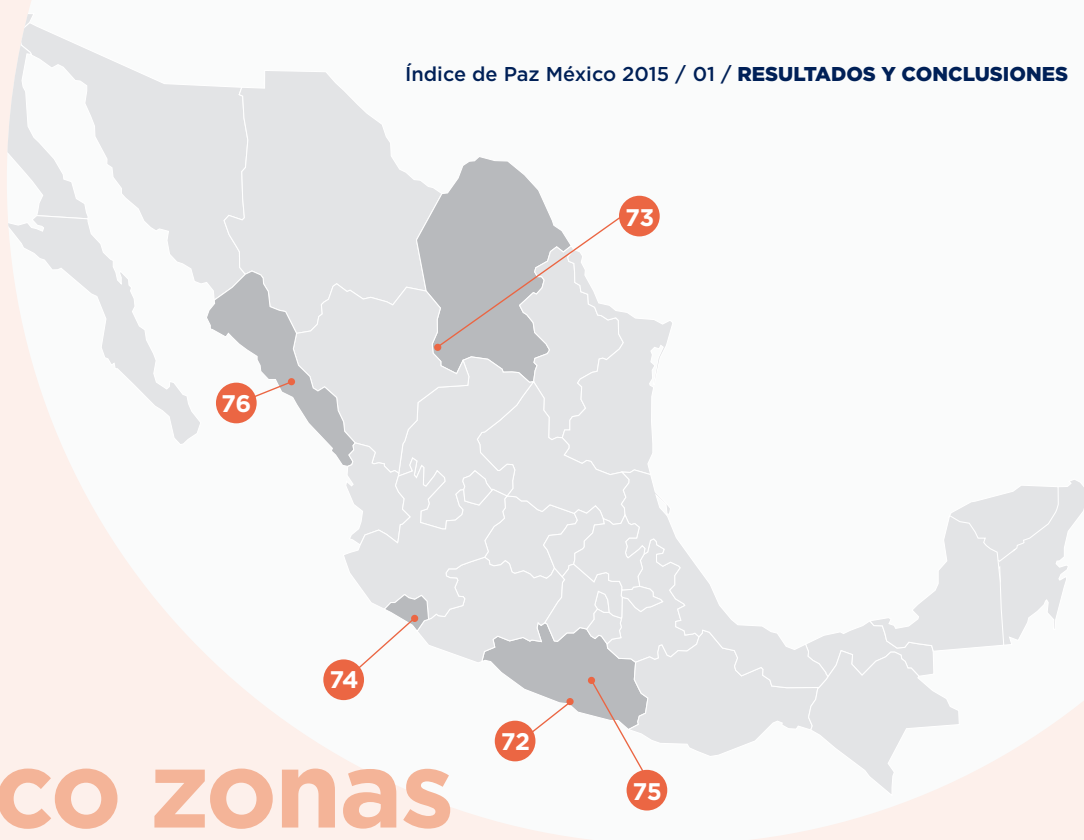 Índice de Paz México 2015 / 01 / RESULTADOS Y CONCLUSIONES
73
76
74
72
75
co zonas